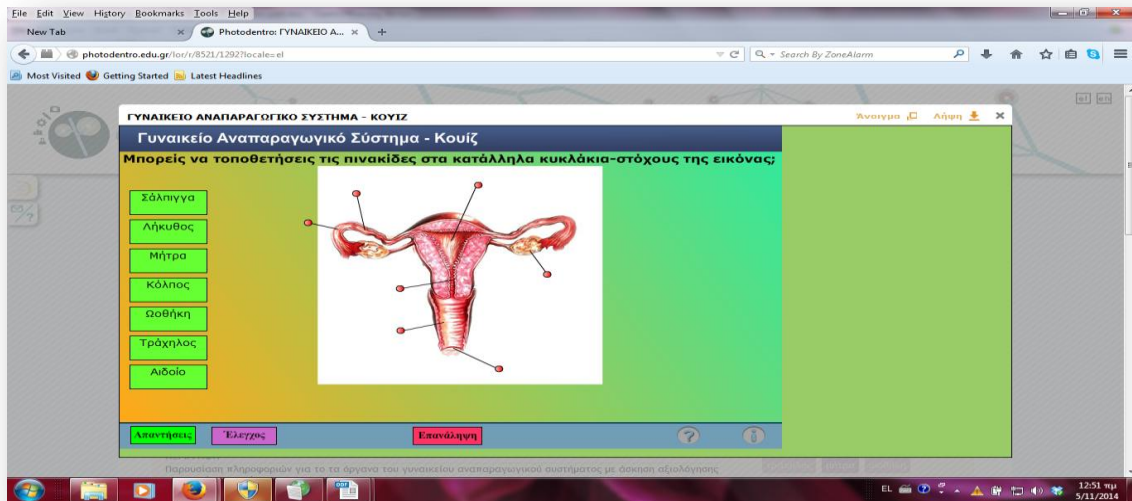 File Edit View History Bookmarks Tools Help
New Tab × Photodentro: ΓΥΝΑΙΚΕΙΟ Α... × +
photodentro.edu.gr/lor/r/8521/1292?locale=el Search By ZoneAlarm
Most Visited Getting Started Latest Headlines
el en
ΓΥΝΑΙΚΕΙΟ ΑΝΑΠΑΡΑΓΩΓΙΚΟ ΣΥΣΤΗΜΑ - ΚΟΥΙΖ Άνοιγμα Λήψη ×
Γυναικείο Αναπαραγωγικό Σύστημα - Κουίζ
Μπορείς να τοποθετήσεις τις πινακίδες στα κατάλληλα κυκλάκια-στόχους της εικόνας;
Σάλπιγγα
Λήκυθος
Μήτρα
Κόλπος
Ωοθήκη
Τράχηλος
Αιδοίο
Απαντήσεις Έλεγχος Επανάληψη ? i
Παρουσίαση πληροφοριών για το τα όργανα του γυναικείου αναπαραγωγικού συστήματος με άσκηση αξιολόγησης
EL 12:51 πμ
5/11/2014